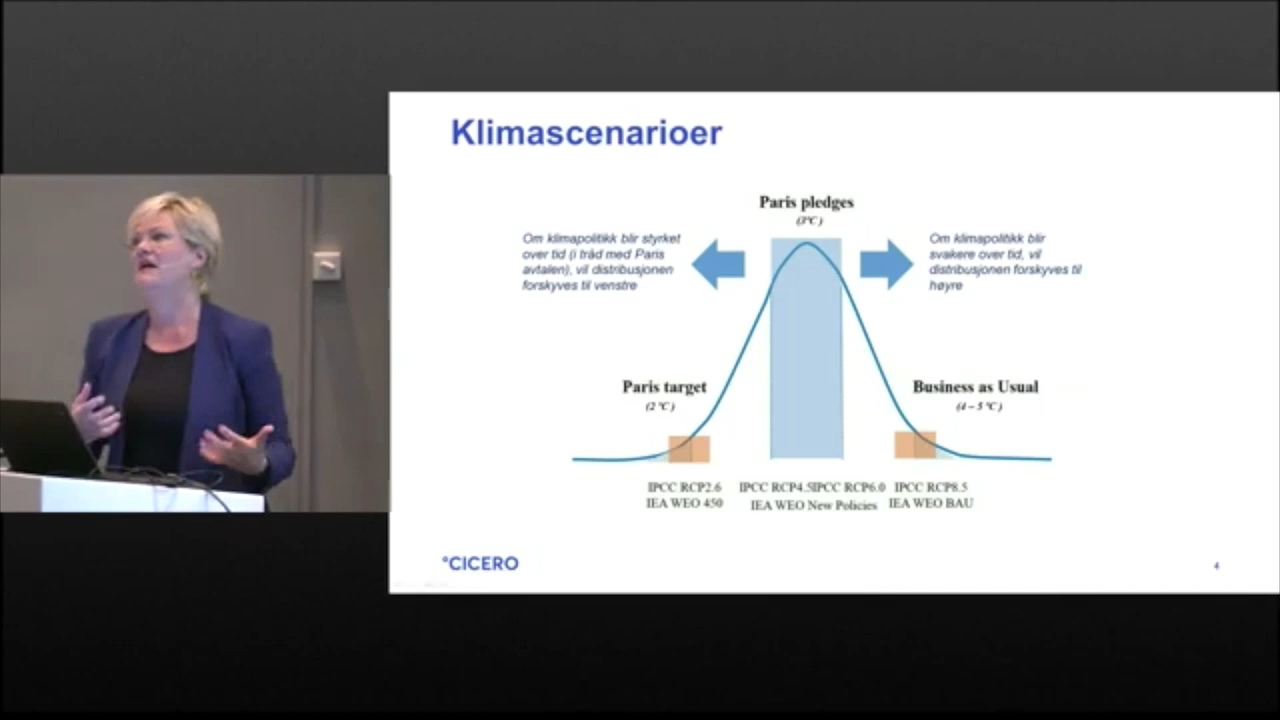 Klimascenarioer
Paris pledges
(3°C)
Om klimapolitikk blir styrket
over tid (i tråd med Paris
avtalen), vil distribusjonen
forskyves til venstre
Om klimapolitikk blir
svakere over tid, vil
distribusjonen forskyves til
høyre
Paris target
(2 °C)
Business as Usual
(4 – 5 °C)
IPCC RCP2.6
IEA WEO 450
IPCC RCP4.5IPCC RCP6.0
IEA WEO New Policies
IPCC RCP8.5
IEA WEO BAU
°CICERO
4